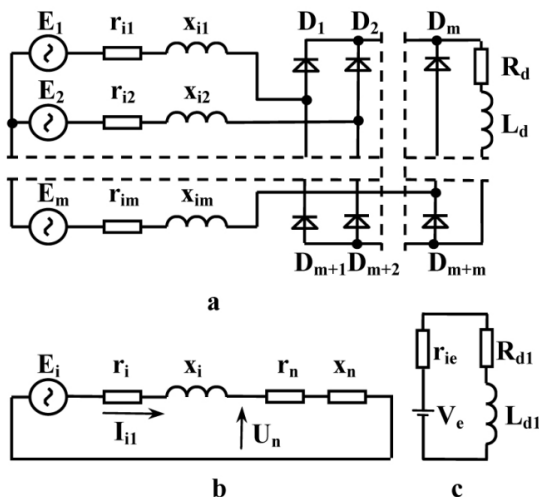 E1 ri1 xi1 D1 D2 Dm
Rd
E2 ri2 xi2
Ld
Em rim xim
Dm+1 Dm+2 Dm+m
a
Ei ri xi rn xn
Ii1 Un
b
rie Rd1
Ve Ld1
c